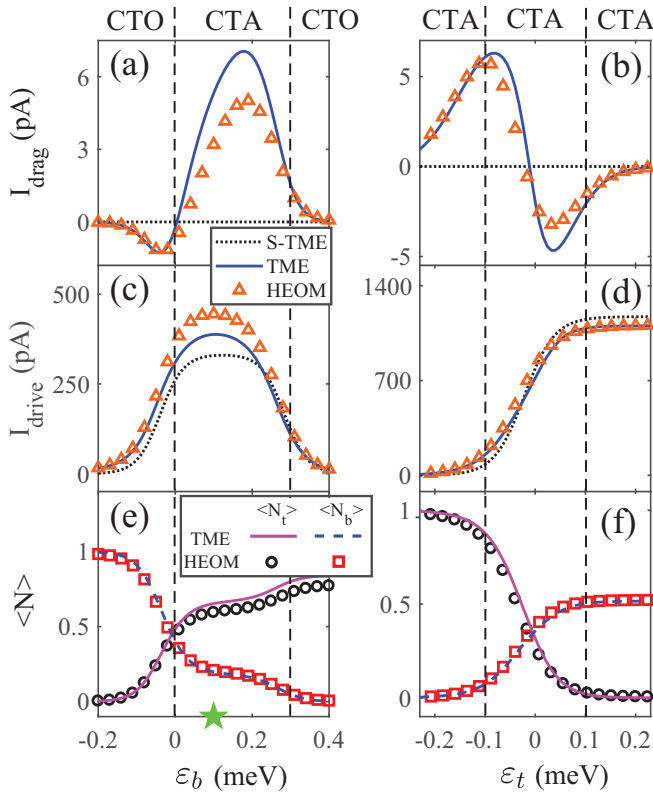 CTO CTA CTO CTA CTA CTA
(a) (b)
I_drag (pA)
6
3
0
5
0
-5
S-TME
TME
HEOM
(c) (d)
I_drive (pA)
500
250
0
1400
700
0
<N_t> <N_b>
TME
HEOM
(e) (f)
<N>
1
0.5
0
1
0.5
0
-0.2 0 0.2 0.4
-0.2 -0.1 0 0.1 0.2
ε_b (meV) ε_t (meV)